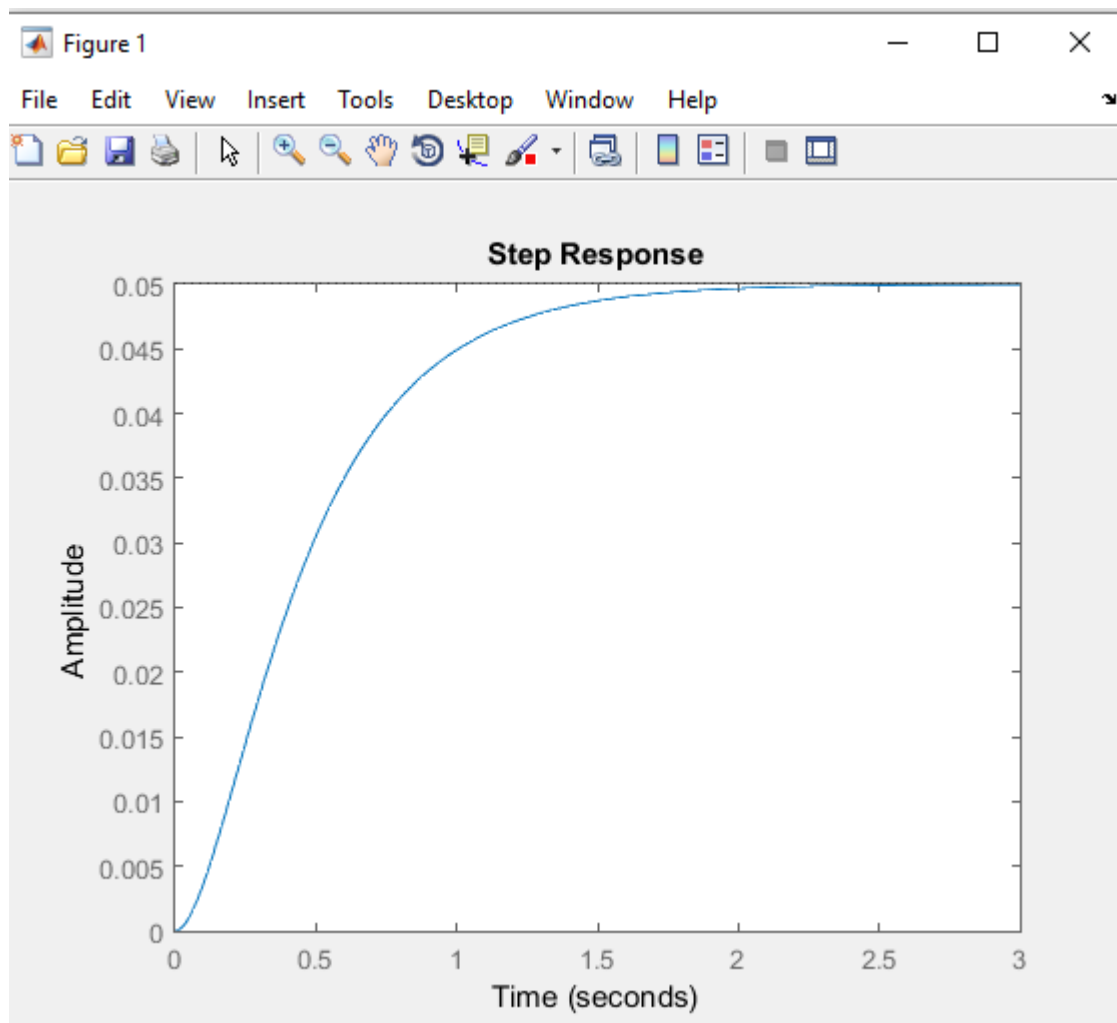 Figure 1
File Edit View Insert Tools Desktop Window Help
Step Response
0.05
0.045
0.04
0.035
0.03
0.025
0.02
0.015
0.01
0.005
0
Amplitude
0 0.5 1 1.5 2 2.5 3
Time (seconds)